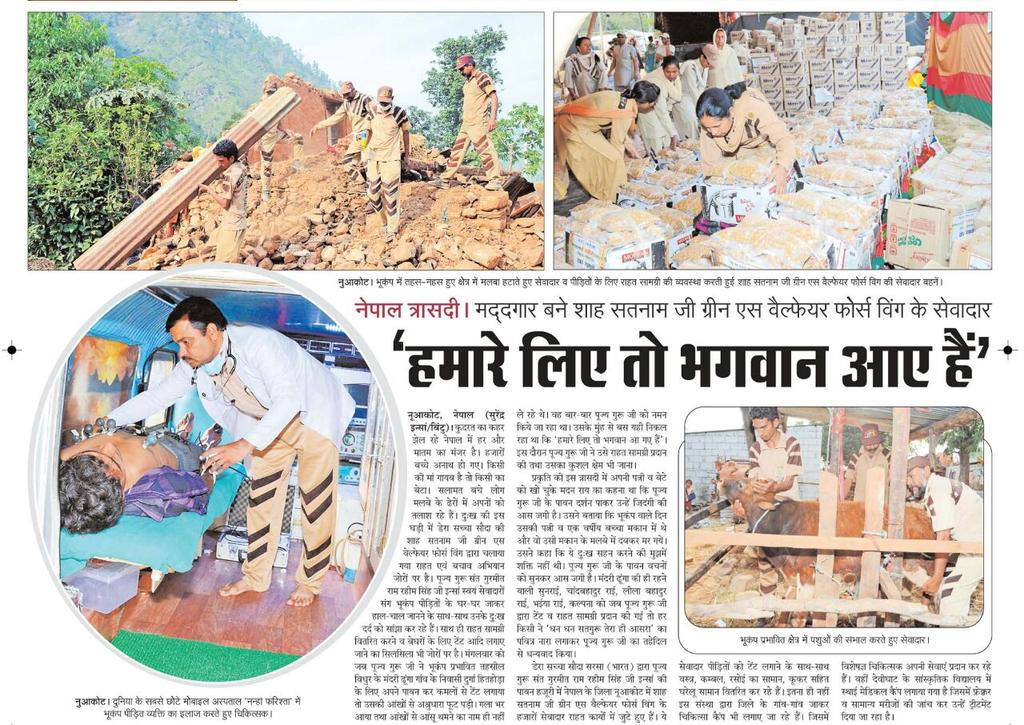 नुआकोट। भूकंप में तहस-नहस हुए क्षेत्र में मलबा हटाते हुए सेवादार व पीड़ितों के लिए राहत सामग्री की व्यवस्था करती हुई शाह सतनाम जी ग्रीन एस वैल्फेयर फोर्स विंग की सेवादार बहनें।
नेपाल त्रासदी। मद्दगार बने शाह सतनाम जी ग्रीन एस वैल्फेयर फोर्स विंग के सेवादार
‘हमारे लिए तो भगवान आए हैं’
नुआकोट, नेपाल (सुरेंद्र
इन्सां/बिंटु)। कुदरत का कहर
झेल रहे नेपाल में हर और
मातम का मंजर है। हजारों
बच्चे अनाथ हो गए। किसी
की मां गायब है तो किसी का
बेटा। सलामत बचे लोग
मलबे के ढेरों में अपनों को
तलाश रहे हैं। दु:ख की इस
घड़ी में डेरा सच्चा सौदा की
शाह सतनाम जी ग्रीन एस
वेल्फेयर फोर्स विंग द्वारा चलाया
गया राहत एवं बचाव अभियान
जोरों पर है। पूज्य गुरू संत गुरमीत
राम रहीम सिंह जी इन्सां स्वयं सेवादारों
संग भूकंप पीड़ितों के घर-घर जाकर
हाल-चाल जानने के साथ-साथ उनके दु:ख
दर्द को सांझा कर रहे हैं। साथ ही राहत सामग्री
वितरित करने व बेघरों के लिए टेंट आदि लगाए
जाने का सिलसिला भी जोरों पर है। मंगलवार को
जब पूज्य गुरू जी ने भूकंप प्रभावित तहसील
विधुर के मंदरी ढूंगा गांव के निवासी दुर्गा हितहोड़ा
के लिए अपने पावन कर कमलों से टेंट लगाया
तो उसकी आंखों से अश्रुधारा फूट पड़ी। गला भर
आया तथा आंखों से आंसू थमने का नाम ही नहीं
ले रहे थे। वह बार-बार पूज्य गुरू जी को नमन
किये जा रहा था। उसके मुंह से बस यही निकल
रहा था कि ‘हमारे लिए तो भगवान आ गए हैं’।
इस दौरान पूज्य गुरू जी ने उसे राहत सामग्री प्रदान
की तथा उसका कुशल क्षेम भी जाना।
प्रकृति की इस त्रासदी में अपनी पत्नी व बेटे
को खो चुके मदन राय का कहना था कि पूज्य
गुरू जी के पावन दर्शन पाकर उन्हें जिदंगी की
आस जगी है। उसने बताया कि भूकंप वाले दिन
उसकी पत्नी व एक वर्षीय बच्चा मकान में थे
और वो उसी मकान के मलबे में दबकर मर गये।
उसने कहा कि ये दु:ख सहन करने की मुझमें
शक्ति नहीं थी। पूज्य गुरू जी के पावन वचनों
को सुनकर आस जगी है। मंदरी ढूंगा की ही रहने
वाली सुनराई, चांदबहादुर राई, लीला बहादुर
राई, भईया राई, कल्पना को जब पूज्य गुरू जी
द्वारा टेंट व राहत सामग्री प्रदान की गई तो हर
किसी ने ‘धन धन सतगुरू तेरा ही आसरा’ का
पवित्र नारा लगाकर पूज्य गुरू जी का तहेदिल
से धन्यवाद किया।
डेरा सच्चा सौदा सरसा (भारत) द्वारा पूज्य
गुरू संत गुरमीत राम रहीम सिंह जी इन्सां की
पावन हजूरी में नेपाल के जिला नूआकोट में शाह
सतनाम जी ग्रीन एस वेल्फेयर फोर्स विंग के
हजारों सेवादार राहत कार्यों में जुटे हुए हैं। ये
भूकंप प्रभावित क्षेत्र में पशुओं की संभाल करते हुए सेवादार।
सेवादार पीड़ितों को टेंट लगाने के साथ-साथ
वस्त्र, कम्बल, रसोई का सामान, कूकर सहित
घरेलू सामान वितरित कर रहे हैं। इतना ही नहीं
इस संस्था द्वारा जिले के गांव-गांव जाकर
चिकित्सा कैंप भी लगाए जा रहे हैं। जिसमें
विशेषज्ञ चिकित्सक अपनी सेवाएं प्रदान कर रहे
हैं। वहीं देवीघाट के सांस्कृतिक विद्यालय में
स्थाई मेडिकल कैंप लगाया गया है जिसमें फ्रेक्चर
व सामान्य मरीजों की जांच कर उन्हें ट्रीटमेंट
दिया जा रहा है।
नुआकोट। दुनिया के सबसे छोटे मोबाइल अस्पताल ‘नन्हां फरिश्ता’ में
भूकंप पीड़ित व्यक्ति का इलाज करते हुए चिकित्सक।